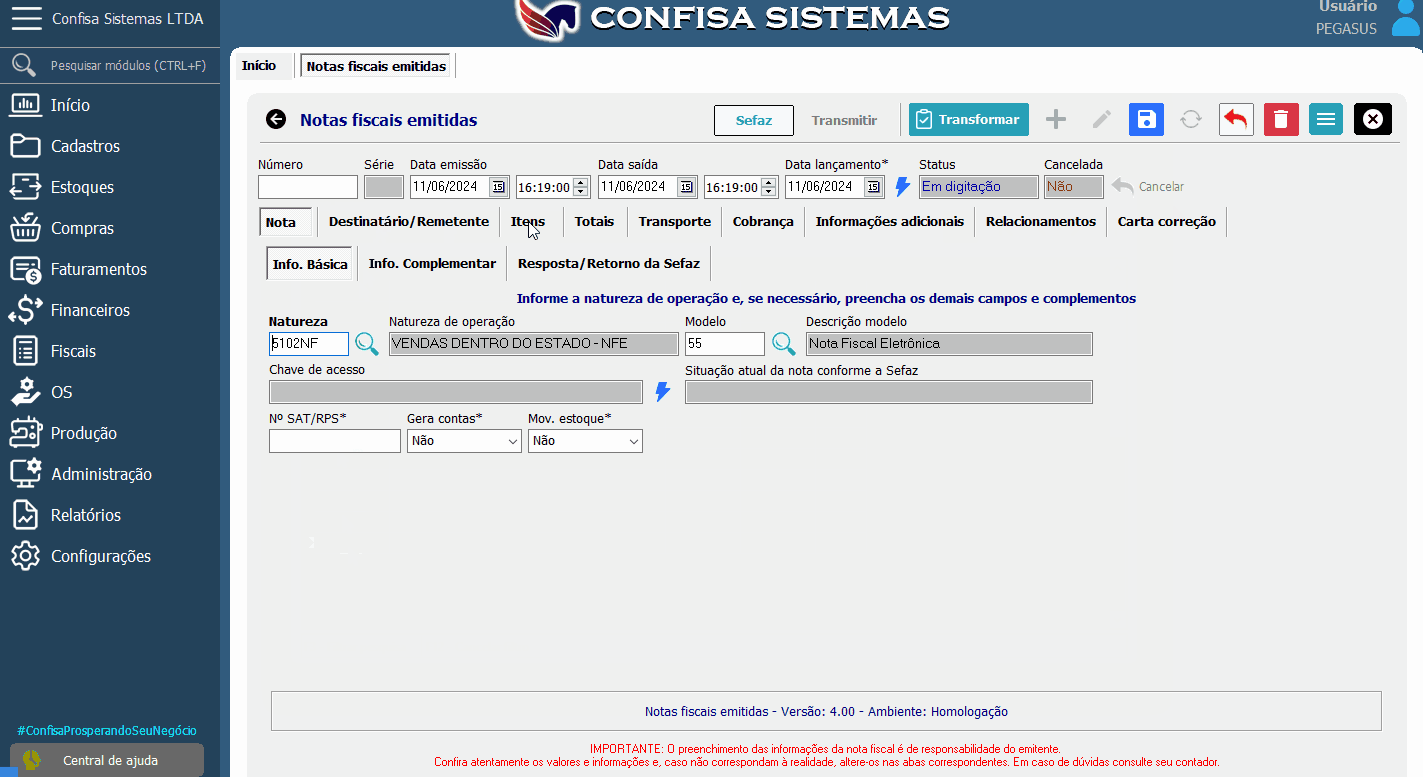 Confisa Sistemas LTDA
CONFISA SISTEMAS
Usuário
PEGASUS
Pesquisar módulos (CTRL+F)
Início
Cadastros
Estoques
Compras
Faturamentos
Financeiros
Fiscais
OS
Produção
Administração
Relatórios
Configurações
#ConfisaProsperandoSeuNegócio
Central de ajuda
Início Notas fiscais emitidas
Notas fiscais emitidas Sefaz Transmitir Transformar
Número Série Data emissão Data saída Data lançamento* Status Cancelada
11/06/2024 15 16:19:00 11/06/2024 15 16:19:00 11/06/2024 15 Em digitação Não Cancelar
Nota Destinatário/Remetente Itens Totais Transporte Cobrança Informações adicionais Relacionamentos Carta correção
Info. Básica Info. Complementar Resposta/Retorno da Sefaz
Informe a natureza de operação e, se necessário, preencha os demais campos e complementos
Natureza Natureza de operação Modelo Descrição modelo
5102NF VENDAS DENTRO DO ESTADO - NFE 55 Nota Fiscal Eletrônica
Chave de acesso Situação atual da nota conforme a Sefaz
Nº SAT/RPS* Gera contas* Mov. estoque*
Não Não
Notas fiscais emitidas - Versão: 4.00 - Ambiente: Homologação
IMPORTANTE: O preenchimento das informações da nota fiscal é de responsabilidade do emitente.
Confira atentamente os valores e informações e, caso não correspondam à realidade, altere-os nas abas correspondentes. Em caso de dúvidas consulte seu contador.